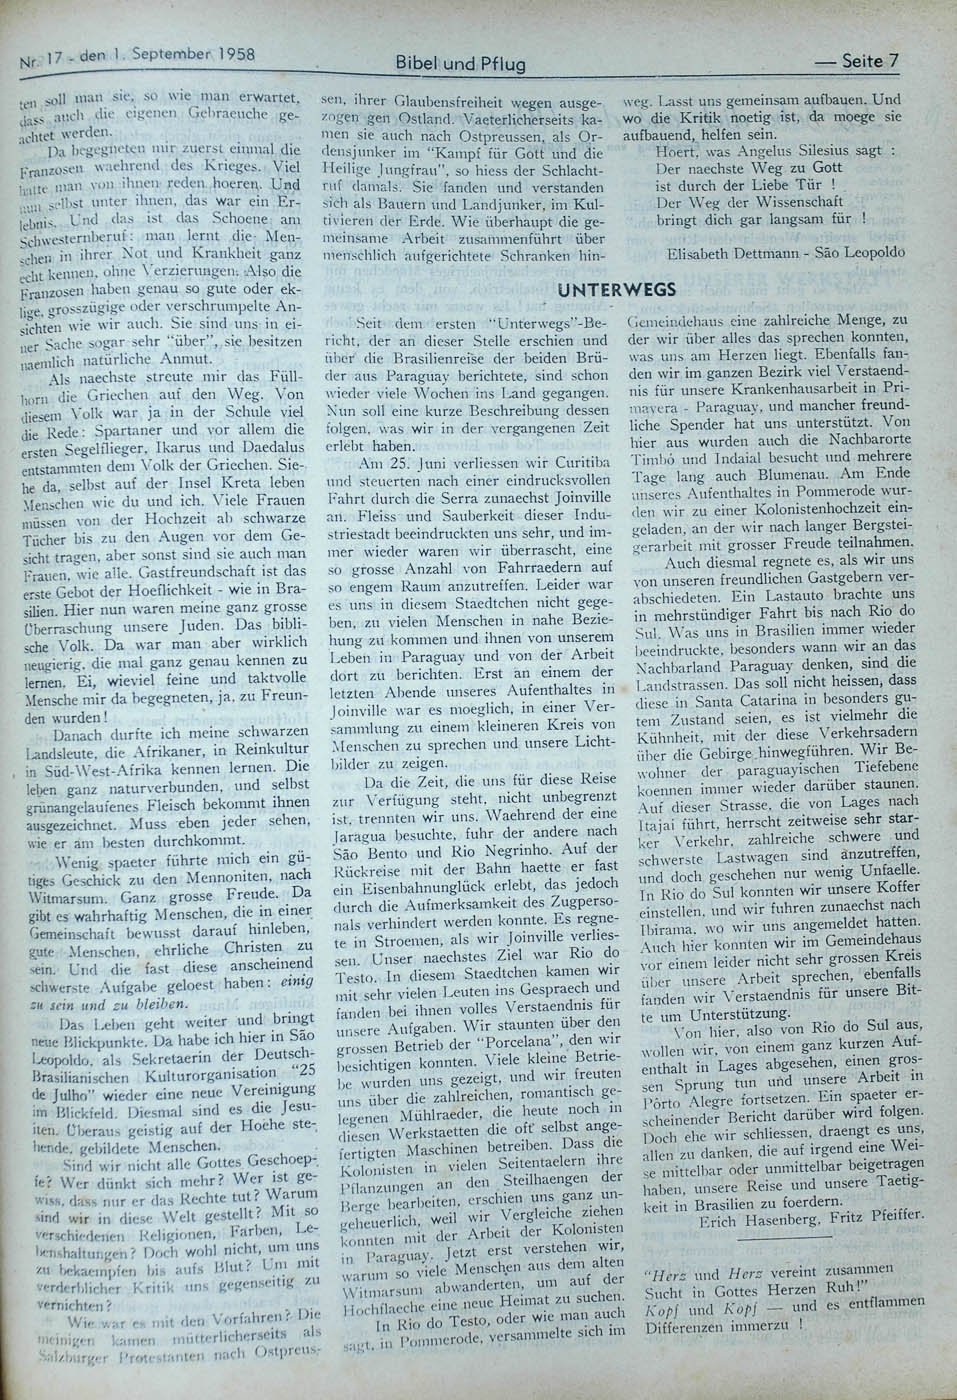 Nr. 17 - den 1. September 1958
Bibel und Pflug
— Seite 7
ten soll man sie, so wie man erwartet,
dass auch die eigenen Gebraeuche ge-
achtet werden.
Da begegneten mir zuerst einmal die
Franzosen waehrend des Krieges. Viel
hatte man von ihnen reden hoeren. Und
nun selbst unter ihnen, das war ein Er-
lebnis. Und das ist das Schoene am
Schwesternberuf: man lernt die Men-
schen in ihrer Not und Krankheit ganz
echt kennen, ohne Verzierungen. Also die
Franzosen haben genau so gute oder ek-
lige, grosszügige oder verschrumpelte An-
sichten wie wir auch. Sie sind uns in ei-
ner Sache sogar sehr "über", sie besitzen
naemlich natürliche Anmut.
Als naechste streute mir das Füll-
horn die Griechen auf den Weg. Von
diesem Volk war ja in der Schule viel
die Rede: Spartaner und vor allem die
ersten Segelflieger, Ikarus und Daedalus
entstammten dem Volk der Griechen. Sie-
he da, selbst auf der Insel Kreta leben
Menschen wie du und ich. Viele Frauen
müssen von der Hochzeit ab schwarze
Tücher bis zu den Augen vor dem Ge-
sicht tragen, aber sonst sind sie auch man
Frauen, wie alle. Gastfreundschaft ist das
erste Gebot der Hoeflichkeit - wie in Bra-
silien. Hier nun waren meine ganz grosse
Überraschung unsere Juden. Das bibli-
sche Volk. Da war man aber wirklich
neugierig, die mal ganz genau kennen zu
lernen. Ei, wieviel feine und taktvolle
Mensche mir da begegneten, ja, zu Freun-
den wurden!
Danach durfte ich meine schwarzen
Landsleute, die Afrikaner, in Reinkultur
in Süd-West-Afrika kennen lernen. Die
leben ganz naturverbunden, und selbst
grünangelaufenes Fleisch bekommt ihnen
ausgezeichnet. Muss eben jeder sehen,
wie er am besten durchkommt.
Wenig spaeter führte mich ein gü-
tiges Geschick zu den Mennoniten, nach
Witmarsum. Ganz grosse Freude. Da
gibt es wahrhaftig Menschen, die in einer
Gemeinschaft bewusst darauf hinleben,
gute Menschen, ehrliche Christen zu
sein. Und die fast diese anscheinend
schwerste Aufgabe geloest haben: einig
zu sein und zu bleiben.
Das Leben geht weiter und bringt
neue Blickpunkte. Da habe ich hier in São
Leopoldo, als Sekretaerin der Deutsch-
Brasilianischen Kulturorganisation "25
de Julho" wieder eine neue Vereinigung
im Blickfeld. Diesmal sind es die Jesu-
iten. Überaus geistig auf der Hoehe ste-
hende, gebildete Menschen.
Sind wir nicht alle Gottes Geschoep-
fe? Wer dünkt sich mehr? Wer ist ge-
wiss, dass nur er das Rechte tut? Warum
sind wir in diese Welt gestellt? Mit so
verschiedenen Religionen, Farben, Le-
benshaltungen? Doch wohl nicht, um uns
zu bekaempfen bis aufs Blut? Um mit
verderblicher Kritik uns gegenseitig zu
vernichten?
Wie war es mit den Vorfahren? Die
meinigen kamen mütterlicherseits als
Salzburger Protestanten nach Ostpreus-
sen, ihrer Glaubensfreiheit wegen ausge-
zogen gen Ostland. Vaeterlicherseits ka-
men sie auch nach Ostpreussen, als Or-
densjunker im "Kampf für Gott und die
Heilige Jungfrau", so hiess der Schlacht-
ruf damals. Sie fanden und verstanden
sich als Bauern und Landjunker, im Kul-
tivieren der Erde. Wie überhaupt die ge-
meinsame Arbeit zusammenführt über
menschlich aufgerichtete Schranken hin-
weg. Lasst uns gemeinsam aufbauen. Und
wo die Kritik noetig ist, da moege sie
aufbauend, helfen sein.
Hoert, was Angelus Silesius sagt :
Der naechste Weg zu Gott
ist durch der Liebe Tür !
Der Weg der Wissenschaft
bringt dich gar langsam für !
Elisabeth Dettmann - São Leopoldo
UNTERWEGS
Seit dem ersten "Unterwegs"-Be-
richt, der an dieser Stelle erschien und
über die Brasilienreise der beiden Brü-
der aus Paraguay berichtete, sind schon
wieder viele Wochen ins Land gegangen.
Nun soll eine kurze Beschreibung dessen
folgen, was wir in der vergangenen Zeit
erlebt haben.
Am 25. Juni verliessen wir Curitiba
und steuerten nach einer eindrucksvollen
Fahrt durch die Serra zunaechst Joinville
an. Fleiss und Sauberkeit dieser Indu-
striestadt beeindruckten uns sehr, und im-
mer wieder waren wir überrascht, eine
so grosse Anzahl von Fahrraedern auf
so engem Raum anzutreffen. Leider war
es uns in diesem Staedtchen nicht gege-
ben, zu vielen Menschen in nahe Bezie-
hung zu kommen und ihnen von unserem
Leben in Paraguay und von der Arbeit
dort zu berichten. Erst an einem der
letzten Abende unseres Aufenthaltes in
Joinville war es moeglich, in einer Ver-
sammlung zu einem kleineren Kreis von
Menschen zu sprechen und unsere Licht-
bilder zu zeigen.
Da die Zeit, die uns für diese Reise
zur Verfügung steht, nicht unbegrenzt
ist, trennten wir uns. Waehrend der eine
Jaragua besuchte, fuhr der andere nach
São Bento und Rio Negrinho. Auf der
Rückreise mit der Bahn haette er fast
ein Eisenbahnunglück erlebt, das jedoch
durch die Aufmerksamkeit des Zugperso-
nals verhindert werden konnte. Es regne-
te in Stroemen, als wir Joinville verlies-
sen. Unser naechstes Ziel war Rio do
Testo. In diesem Staedtchen kamen wir
mit sehr vielen Leuten ins Gespraech und
fanden bei ihnen volles Verstaendnis für
unsere Aufgaben. Wir staunten über den
grossen Betrieb der "Porcelana", den wir
besichtigen konnten. Viele kleine Betrie-
be wurden uns gezeigt, und wir freuten
uns über die zahlreichen, romantisch ge-
legenen Mühlraeder, die heute noch in
diesen Werkstaetten die oft selbst ange-
fertigten Maschinen betreiben. Dass die
Kolonisten in vielen Seitentaelern ihre
Pflanzungen an den Steilhaengen der
Berge bearbeiten, erschien uns ganz un-
geheuerlich, weil wir Vergleiche ziehen
konnten mit der Arbeit der Kolonisten
in Paraguay. Jetzt erst verstehen wir,
warum so viele Menschen aus dem alten
Witmarsum abwanderten, um auf der
Hochflaeche eine neue Heimat zu suchen.
In Rio do Testo, oder wie man auch
sagt, in Pommerode, versammelte sich im
Gemeindehaus eine zahlreiche Menge, zu
der wir über alles das sprechen konnten,
was uns am Herzen liegt. Ebenfalls fan-
den wir im ganzen Bezirk viel Verstaend-
nis für unsere Krankenhausarbeit in Pri-
mavera - Paraguay, und mancher freund-
liche Spender hat uns unterstützt. Von
hier aus wurden auch die Nachbarorte
Timbó und Indaial besucht und mehrere
Tage lang auch Blumenau. Am Ende
unseres Aufenthaltes in Pommerode wur-
den wir zu einer Kolonistenhochzeit ein-
geladen, an der wir nach langer Bergstei-
gerarbeit mit grosser Freude teilnahmen.
Auch diesmal regnete es, als wir uns
von unseren freundlichen Gastgebern ver-
abschiedeten. Ein Lastauto brachte uns
in mehrstündiger Fahrt bis nach Rio do
Sul. Was uns in Brasilien immer wieder
beeindruckte, besonders wann wir an das
Nachbarland Paraguay denken, sind die
Landstrassen. Das soll nicht heissen, dass
diese in Santa Catarina in besonders gu-
tem Zustand seien, es ist vielmehr die
Kühnheit, mit der diese Verkehrsadern
über die Gebirge hinwegführen. Wir Be-
wohner der paraguayischen Tiefebene
koennen immer wieder darüber staunen.
Auf dieser Strasse, die von Lages nach
Itajai führt, herrscht zeitweise sehr star-
ker Verkehr, zahlreiche schwere und
schwerste Lastwagen sind anzutreffen,
und doch geschehen nur wenig Unfaelle.
In Rio do Sul konnten wir unsere Koffer
einstellen, und wir fuhren zunaechst nach
Ibirama, wo wir uns angemeldet hatten.
Auch hier konnten wir im Gemeindehaus
vor einem leider nicht sehr grossen Kreis
über unsere Arbeit sprechen, ebenfalls
fanden wir Verstaendnis für unsere Bit-
te um Unterstützung.
Von hier, also von Rio do Sul aus,
wollen wir, von einem ganz kurzen Auf-
enthalt in Lages abgesehen, einen gros-
sen Sprung tun und unsere Arbeit in
Pôrto Alegre fortsetzen. Ein spaeter er-
scheinender Bericht darüber wird folgen.
Doch ehe wir schliessen, draengt es uns,
allen zu danken, die auf irgend eine Wei-
se mittelbar oder unmittelbar beigetragen
haben, unsere Reise und unsere Taetig-
keit in Brasilien zu foerdern.
Erich Hasenberg, Fritz Pfeiffer.
"Herz und Herz vereint zusammen
Sucht in Gottes Herzen Ruh!"
Kopf und Kopf — und es entflammen
Differenzen immerzu !